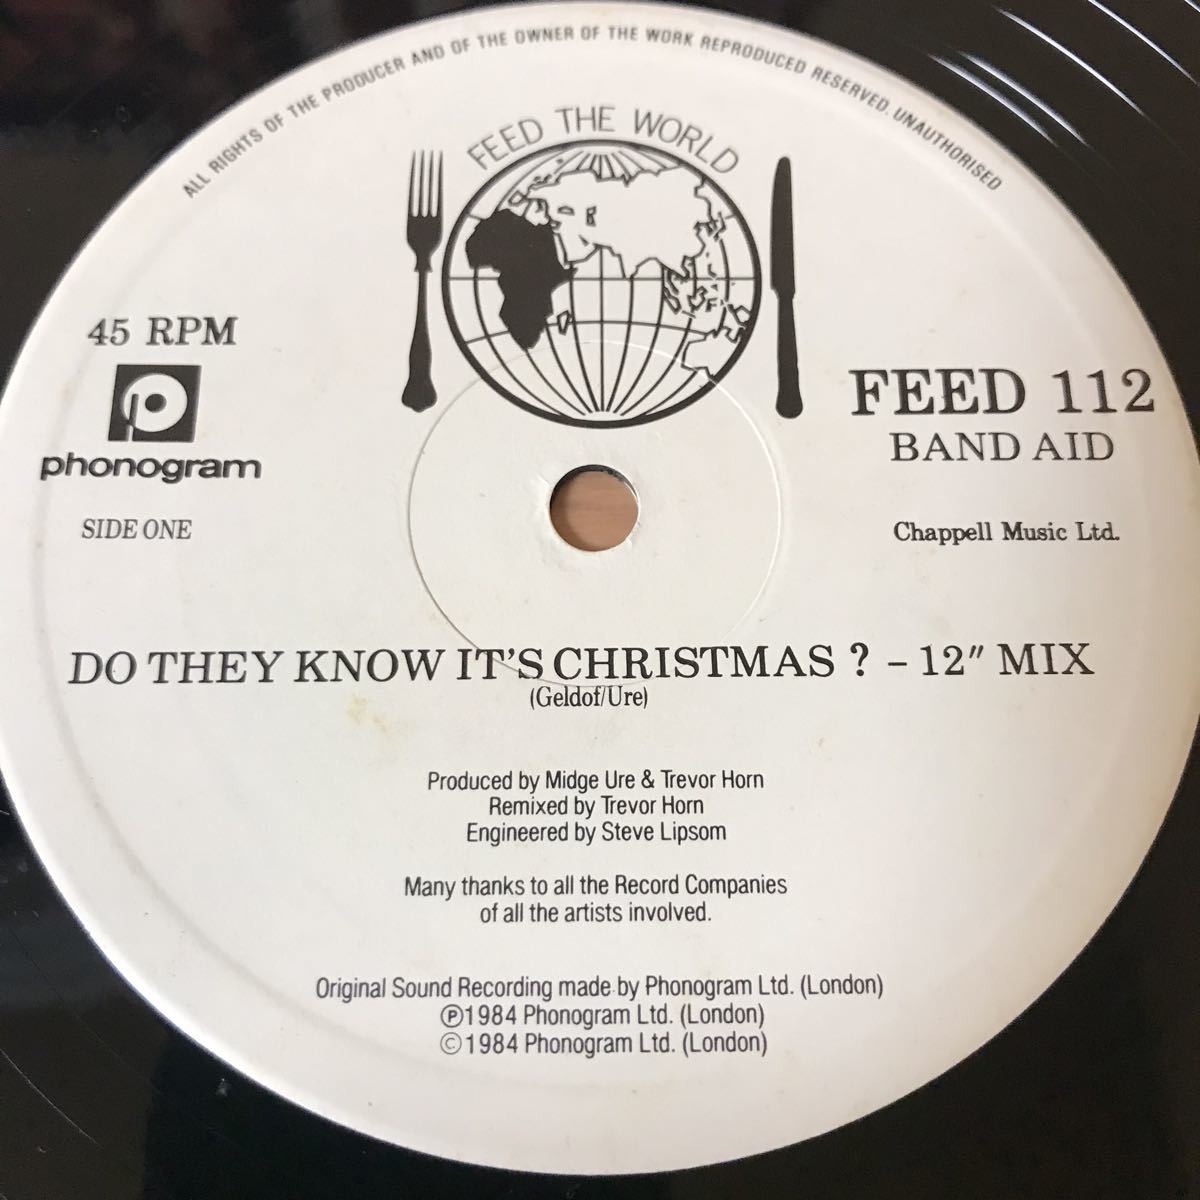 ALL RIGHTS OF THE PRODUCER AND OF THE OWNER OF THE WORK REPRODUCED RESERVED. UNAUTHORISED
FEED THE WORLD
45 RPM
phonogram
SIDE ONE
FEED 112
BAND AID
Chappell Music Ltd.
DO THEY KNOW IT'S CHRISTMAS ? – 12" MIX
(Geldof/Ure)
Produced by Midge Ure & Trevor Horn
Remixed by Trevor Horn
Engineered by Steve Lipsom
Many thanks to all the Record Companies
of all the artists involved.
Original Sound Recording made by Phonogram Ltd. (London)
℗1984 Phonogram Ltd. (London)
©1984 Phonogram Ltd. (London)